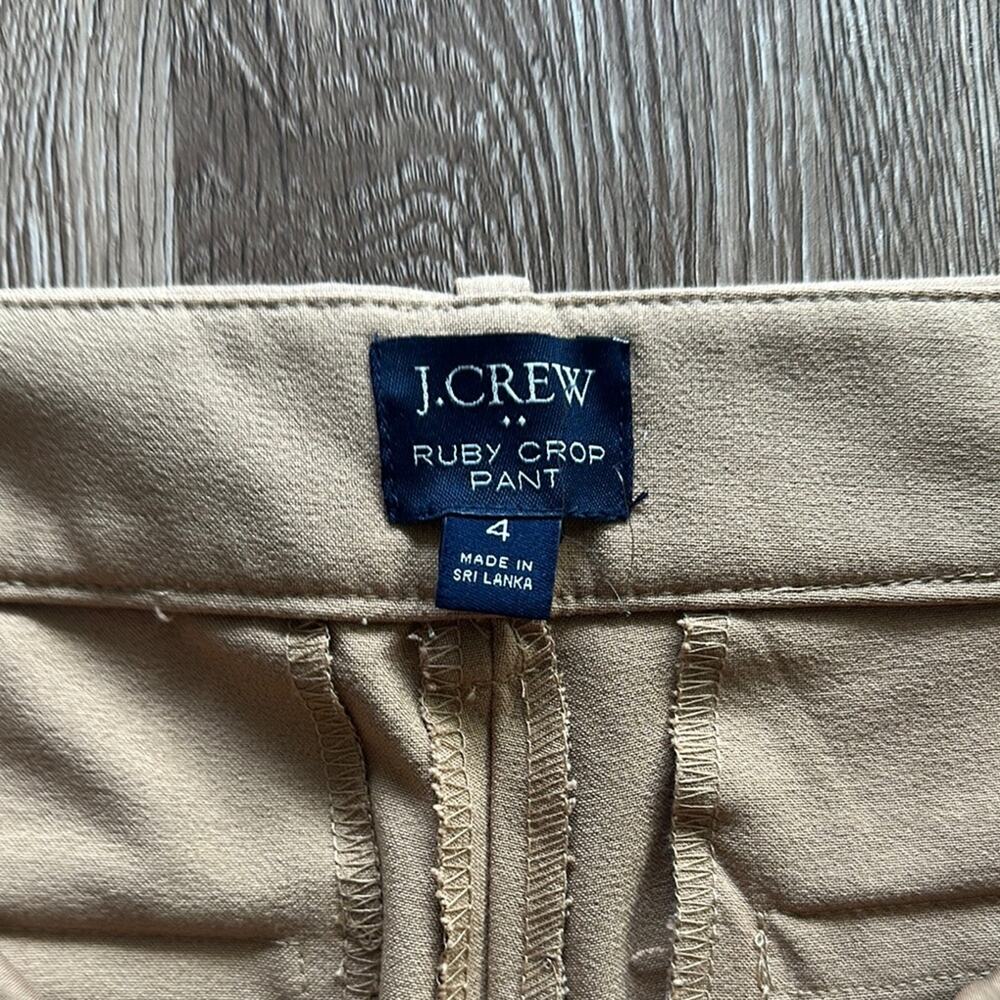 J.CREW
RUBY CROP
PANT
4
MADE IN
SRI LANKA